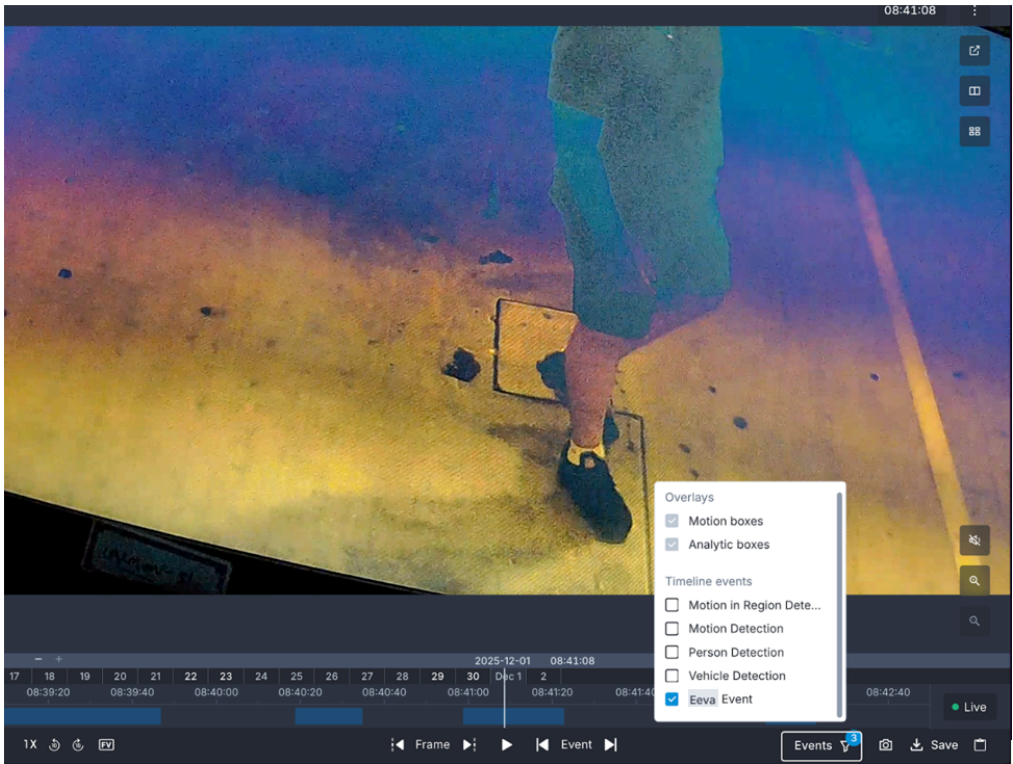 08:41:08
Overlays
Motion boxes
Analytic boxes
Timeline events
Motion in Region Dete...
Motion Detection
Person Detection
Vehicle Detection
Eeva Event
2025-12-01 08:41:08
17 18 19 20 21 22 23 24 25 26 27 28 29 30 Dec 1 2
08:39:20 08:39:40 08:40:00 08:40:20 08:40:40 08:41:00 08:41:20 08:41:40 08:42:40
Live
1X FV Frame Event Events 3 Save